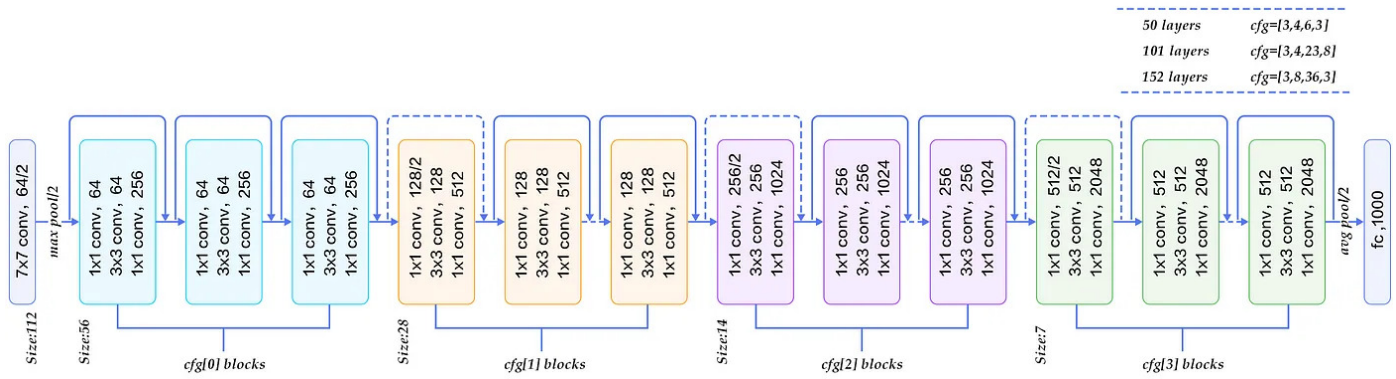 50 layers cfg=[3,4,6,3]
101 layers cfg=[3,4,23,8]
152 layers cfg=[3,8,36,3]
7×7 conv, 64/2
max pool/2
1x1 conv, 64
3x3 conv, 64
1x1 conv, 256
1x1 conv, 64
3x3 conv, 64
1x1 conv, 256
1x1 conv, 64
3x3 conv, 64
1x1 conv, 256
1x1 conv, 128/2
3x3 conv, 128
1x1 conv, 512
1x1 conv, 128
3x3 conv, 128
1x1 conv, 512
1x1 conv, 128
3x3 conv, 128
1x1 conv, 512
1x1 conv, 256/2
3x3 conv, 256
1x1 conv, 1024
1x1 conv, 256
3x3 conv, 256
1x1 conv, 1024
1x1 conv, 256
3x3 conv, 256
1x1 conv, 1024
1x1 conv, 512/2
3x3 conv, 512
1x1 conv, 2048
1x1 conv, 512
3x3 conv, 512
1x1 conv, 2048
1x1 conv, 512
3x3 conv, 512
1x1 conv, 2048
avg pool/2
fc ,1000
Size:112
Size:56
Size:28
Size:14
Size:7
cfg[0] blocks
cfg[1] blocks
cfg[2] blocks
cfg[3] blocks